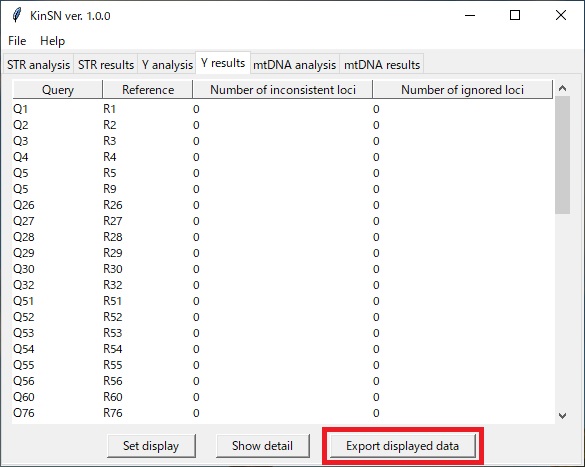 KinSN ver. 1.0.0
File Help
STR analysis STR results Y analysis Y results mtDNA analysis mtDNA results
Query Reference Number of inconsistent loci Number of ignored loci
Q1 R1 0 0
Q2 R2 0 0
Q3 R3 0 0
Q4 R4 0 0
Q5 R5 0 0
Q5 R9 0 0
Q26 R26 0 0
Q27 R27 0 0
Q28 R28 0 0
Q29 R29 0 0
Q30 R30 0 0
Q32 R32 0 0
Q51 R51 0 0
Q52 R52 0 0
Q53 R53 0 0
Q54 R54 0 0
Q55 R55 0 0
Q56 R56 0 0
Q60 R60 0 0
Q76 R76 0 0
Set display Show detail Export displayed data